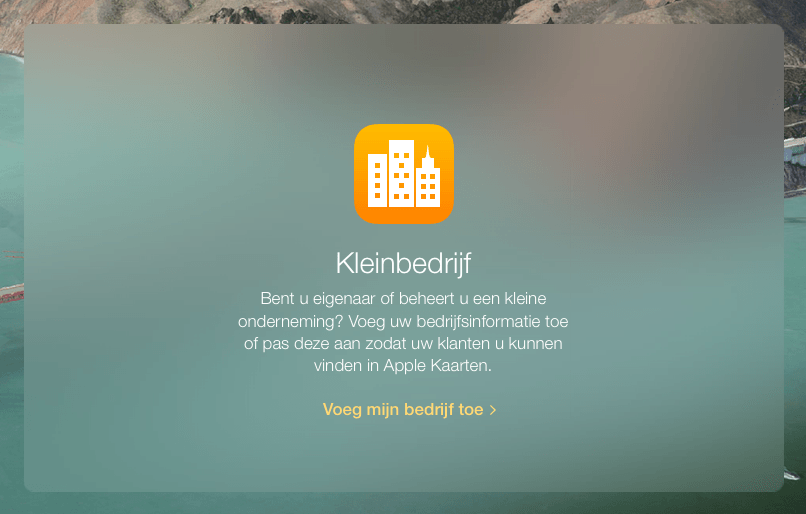 Kleinbedrijf
Bent u eigenaar of beheert u een kleine
onderneming? Voeg uw bedrijfsinformatie toe
of pas deze aan zodat uw klanten u kunnen
vinden in Apple Kaarten.
Voeg mijn bedrijf toe >